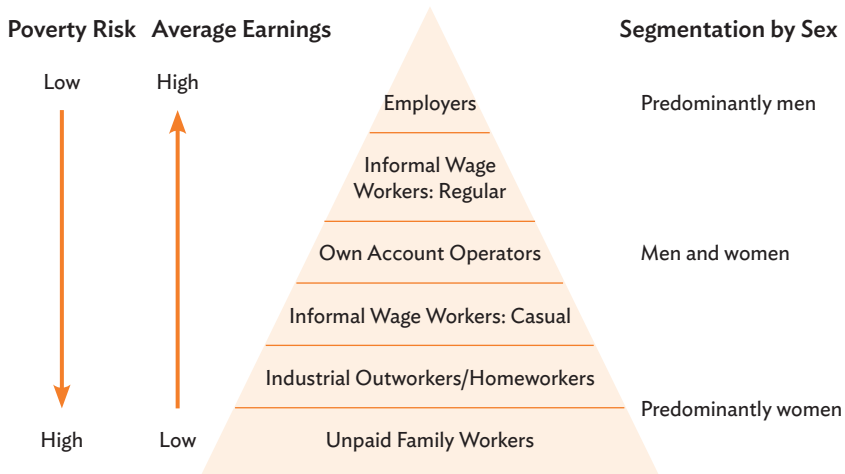 Poverty Risk Average Earnings Segmentation by Sex
Low High
Employers Predominantly men
Informal Wage
Workers: Regular
Own Account Operators Men and women
Informal Wage Workers: Casual
Industrial Outworkers/Homeworkers
Predominantly women
High Low Unpaid Family Workers